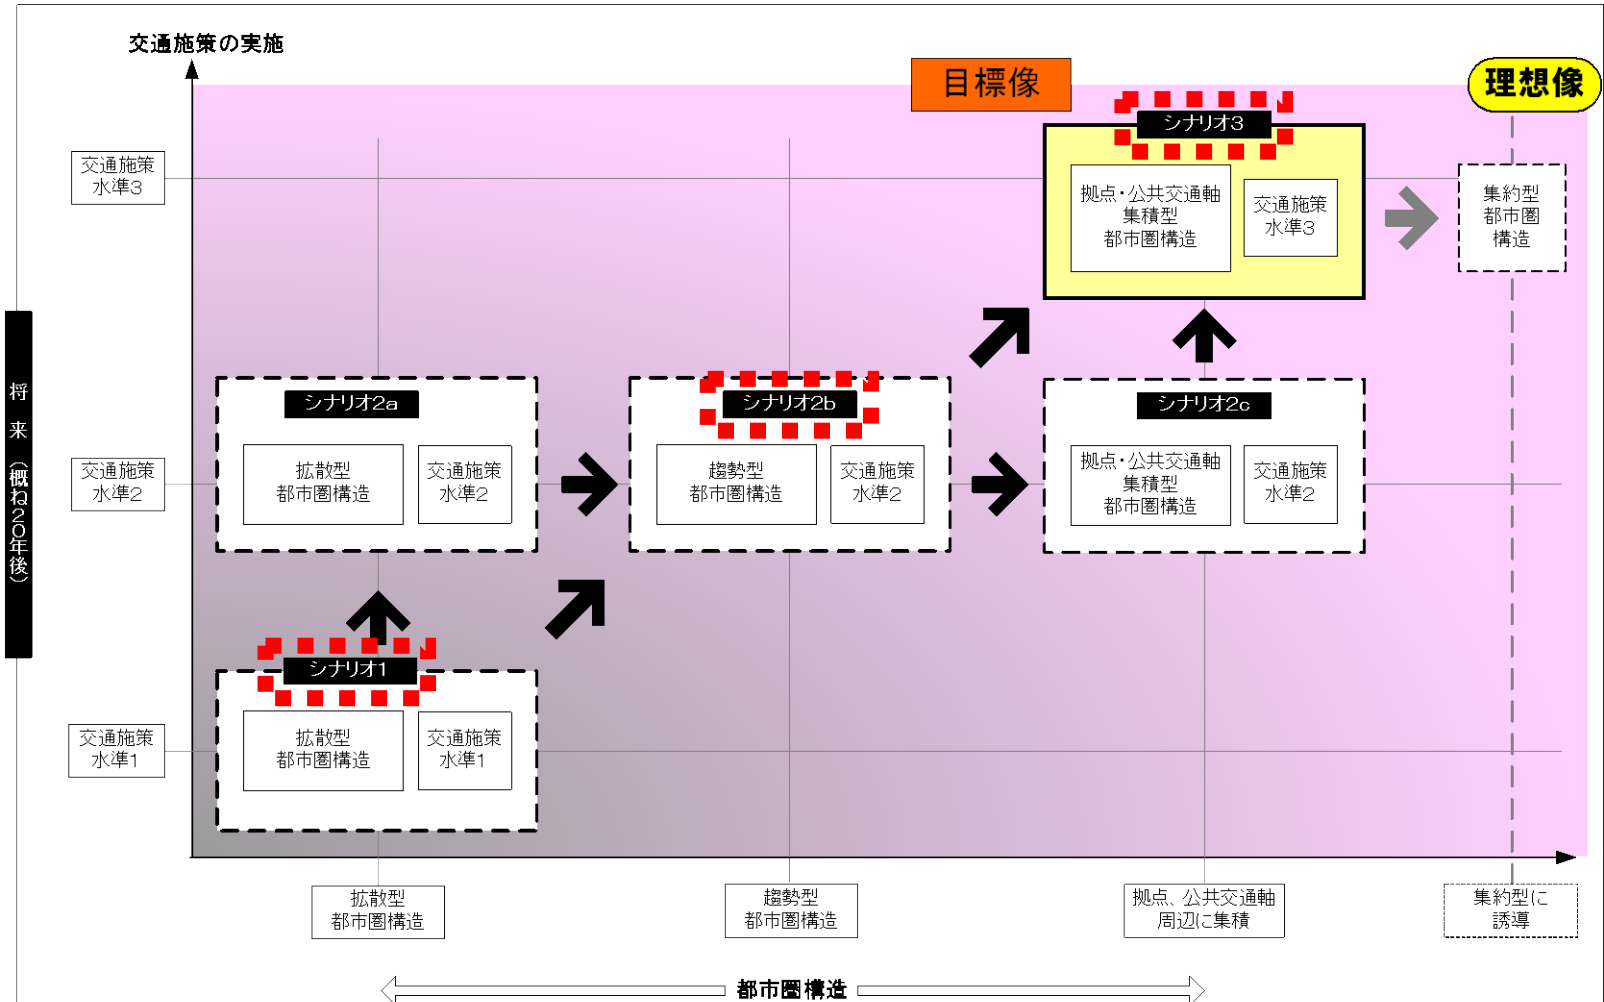 交通施策の実施
目標像
理想像
シナリオ3
交通施策
水準3
拠点・公共交通軸
集積型
都市圏構造
交通施策
水準3
集約型
都市圏
構造
将来（概ね20年後）
シナリオ2a
シナリオ2b
シナリオ2c
交通施策
水準2
拡散型
都市圏構造
交通施策
水準2
趨勢型
都市圏構造
交通施策
水準2
拠点・公共交通軸
集積型
都市圏構造
交通施策
水準2
シナリオ1
交通施策
水準1
拡散型
都市圏構造
交通施策
水準1
拡散型
都市圏構造
趨勢型
都市圏構造
拠点、公共交通軸
周辺に集積
集約型に
誘導
都市圏構造